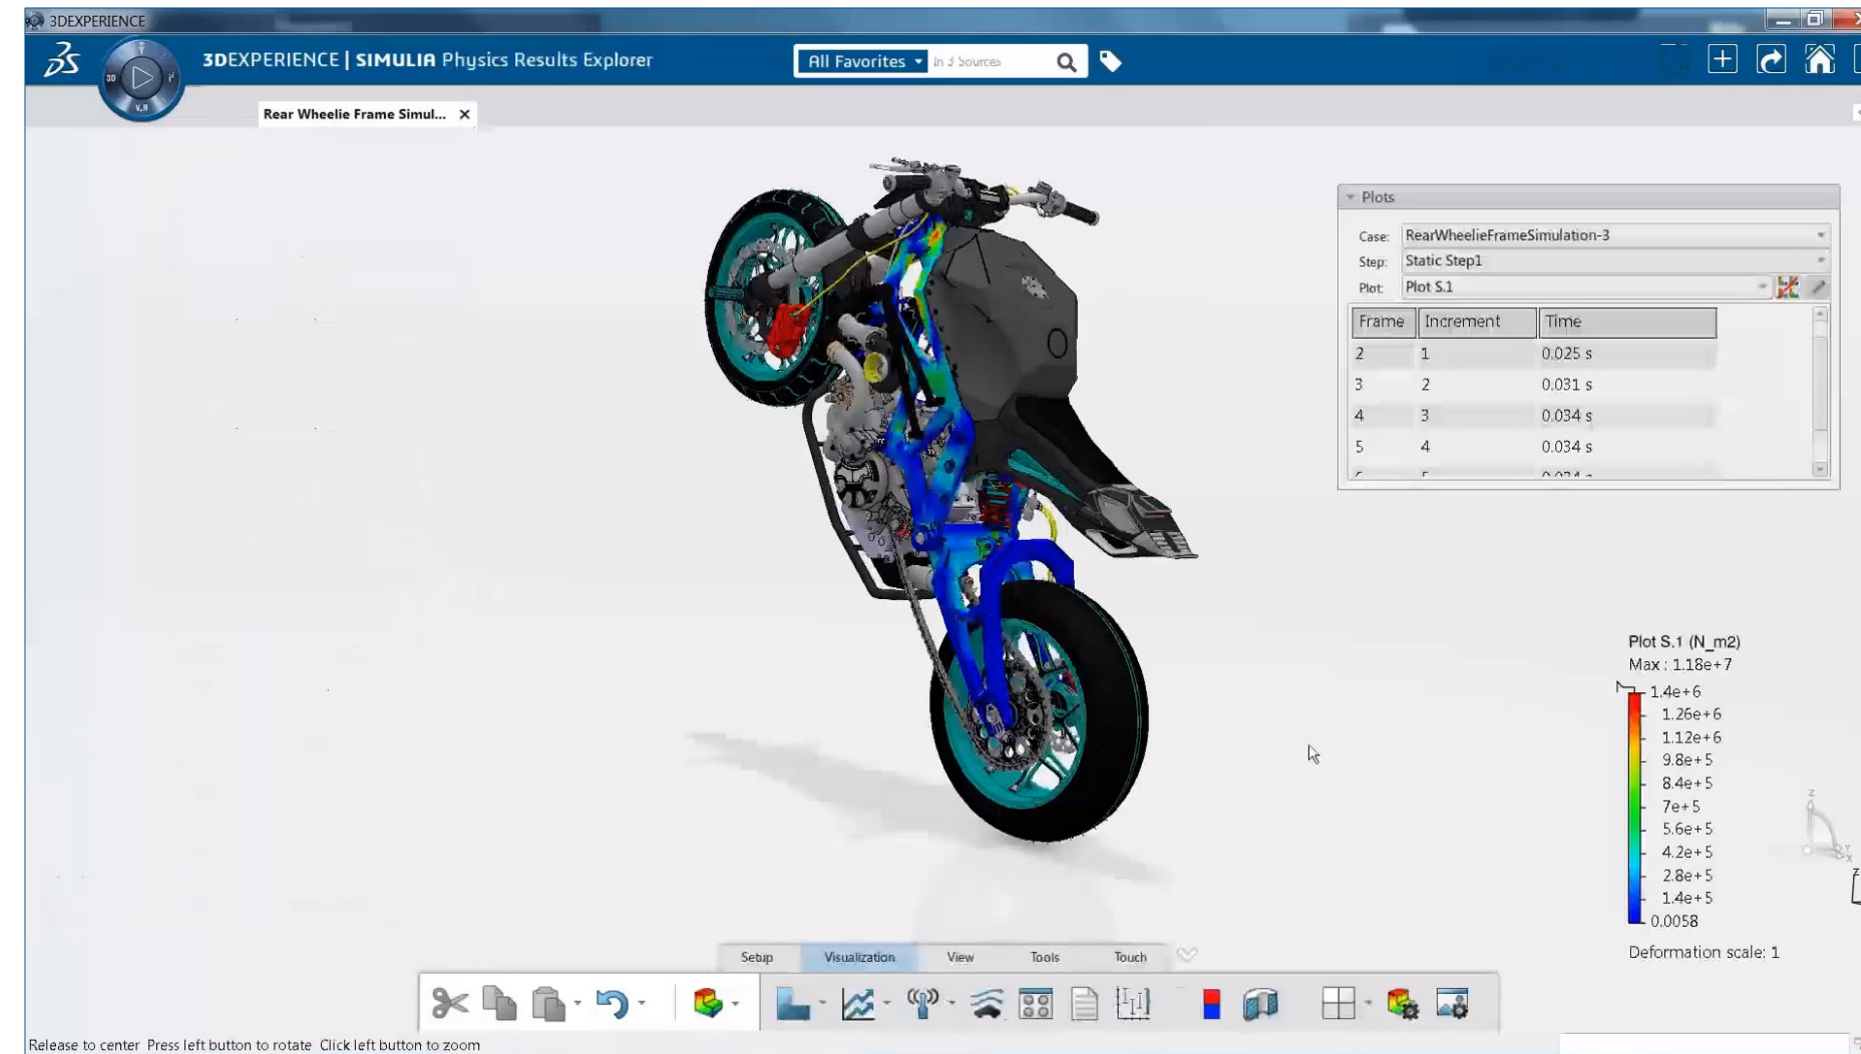 3DEXPERIENCE
3DEXPERIENCE | SIMULIA Physics Results Explorer
All Favorites
in 3 Sources
3D
V.R
Rear Wheelie Frame Simul...
Plots
Case: RearWheelieFrameSimulation-3
Step: Static Step1
Plot: Plot S.1
Frame Increment Time
2 1 0.025 s
3 2 0.031 s
4 3 0.034 s
5 4 0.034 s
Plot S.1 (N_m2)
Max : 1.18e+7
1.4e+6
1.26e+6
1.12e+6
9.8e+5
8.4e+5
7e+5
5.6e+5
4.2e+5
2.8e+5
1.4e+5
0.0058
Deformation scale: 1
Z
Y
X
Z
Setup Visualization View Tools Touch
Release to center Press left button to rotate Click left button to zoom